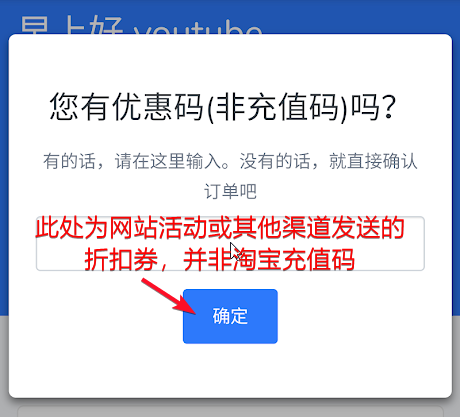 早上好 youtube
您有优惠码(非充值码)吗？
有的话，请在这里输入。没有的话，就直接确认
订单吧
此处为网站活动或其他渠道发送的
折扣券，并非淘宝充值码
确定